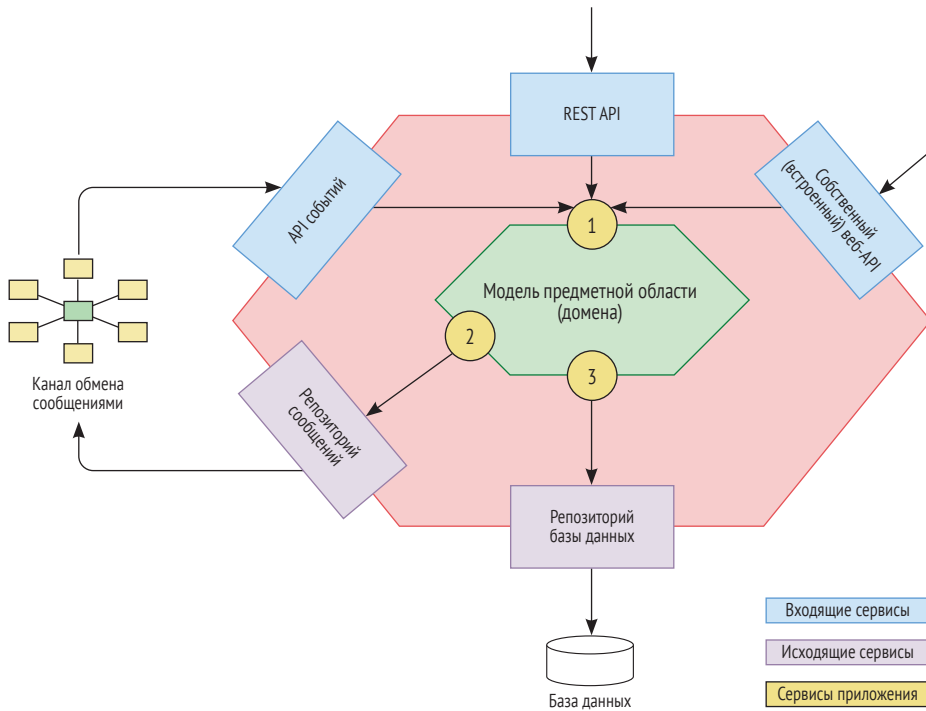 REST API
API событий
Собственный
(встроенный) веб-API
1
Модель предметной области
(домена)
2
3
Канал обмена
сообщениями
Репозиторий
сообщений
Репозиторий
базы данных
База данных
Входящие сервисы
Исходящие сервисы
Сервисы приложения